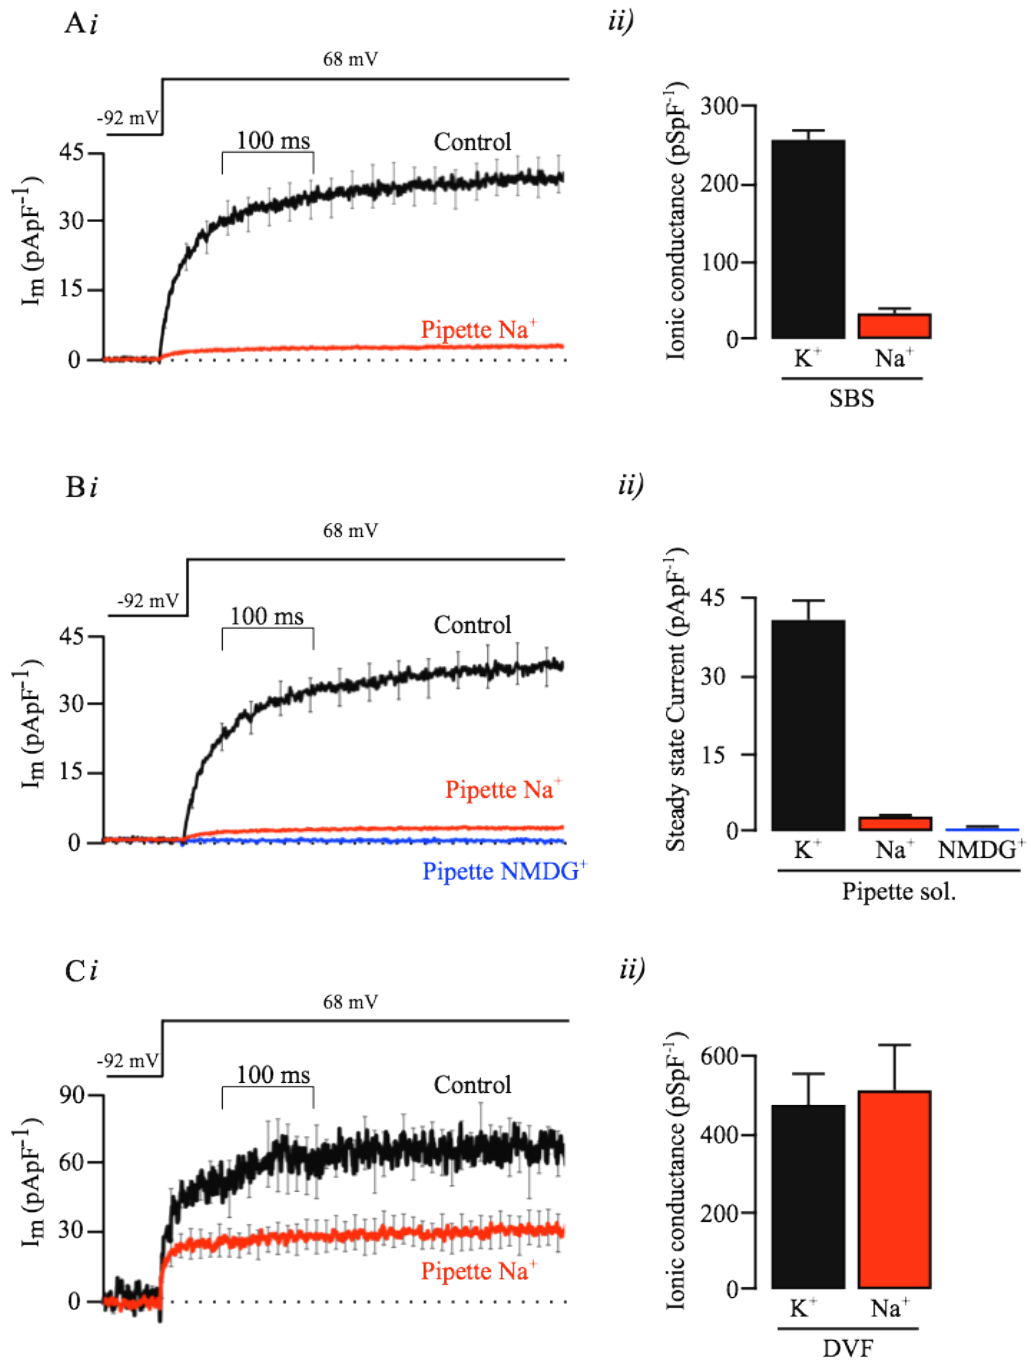 A i
ii)
68 mV
-92 mV
100 ms
Control
45
30
15
0
Im (pApF-1)
Pipette Na+
Ionic conductance (pSpF-1)
300
200
100
0
K+
Na+
SBS
B i
ii)
68 mV
-92 mV
100 ms
Control
45
30
15
0
Im (pApF-1)
Pipette Na+
Pipette NMDG+
Steady state Current (pApF-1)
45
30
15
0
K+
Na+
NMDG+
Pipette sol.
C i
ii)
68 mV
-92 mV
100 ms
Control
90
60
30
0
Im (pApF-1)
Pipette Na+
Ionic conductance (pSpF-1)
600
400
200
0
K+
Na+
DVF